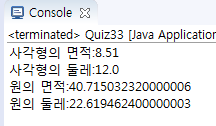 Console
<terminated> Quiz33 [Java Application
사각형의 면적:8.51
사각형의 둘레:12.0
원의 면적:40.715032320000006
원의 둘레:22.619462400000003